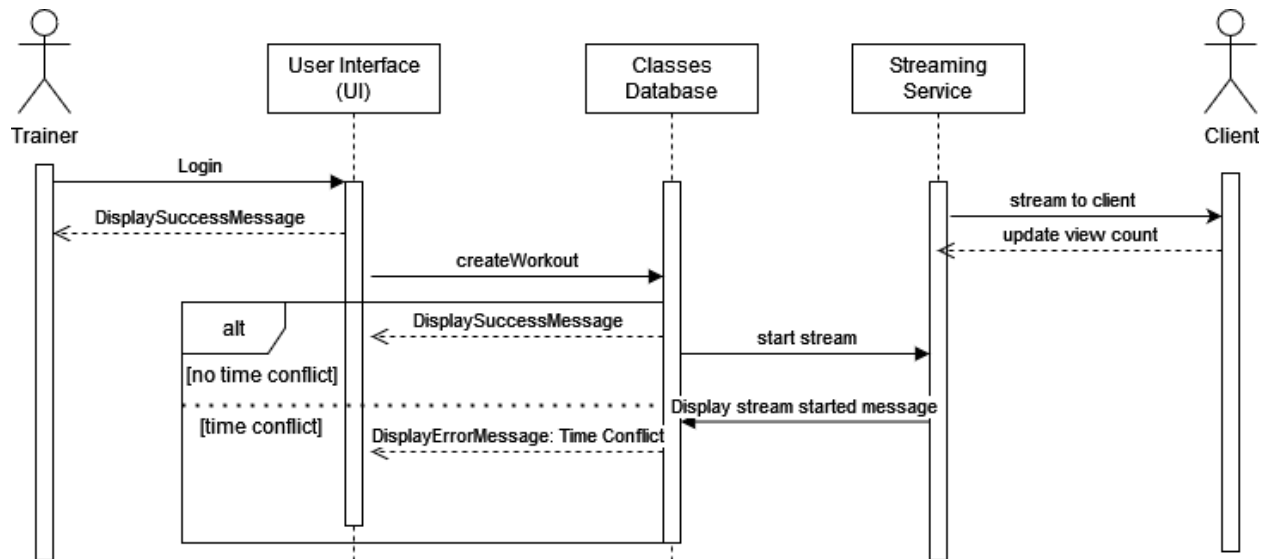 User Interface
(UI)
Classes
Database
Streaming
Service
Trainer
Client
Login
stream to client
DisplaySuccessMessage
update view count
createWorkout
alt
DisplaySuccessMessage
start stream
[no time conflict]
Display stream started message
[time conflict]
DisplayErrorMessage: Time Conflict